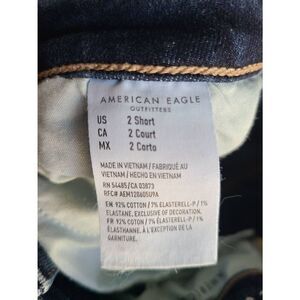 AMERICAN EAGLE
OUTFITTERS
US 2 Short
CA 2 Court
MX 2 Corto
MADE IN VIETNAM / FABRIQUÉ AU
VIETNAM / HECHO EN VIETNAM
RN 54485/CA 03873
RFC# AEM120605U9A
EN: 92% COTTON / 7% ELASTERELL-P / 1%
ELASTANE, EXCLUSIVE OF DECORATION.
FR: 92% COTON / 7% ELASTERELL-P / 1%
ELASTHANNE, À L'EXCEPTION DE LA
GARNITURE.